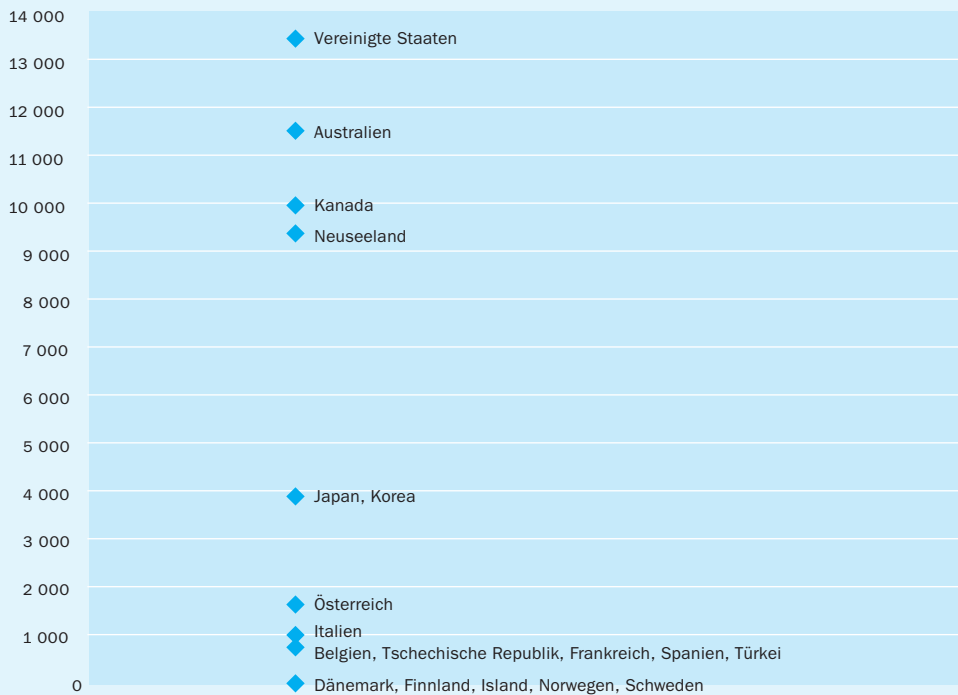 14 000
Vereinigte Staaten
13 000
12 000
Australien
11 000
10 000
Kanada
Neuseeland
9 000
8 000
7 000
6 000
5 000
4 000
Japan, Korea
3 000
2 000
Österreich
1 000
Italien
Belgien, Tschechische Republik, Frankreich, Spanien, Türkei
0
Dänemark, Finnland, Island, Norwegen, Schweden